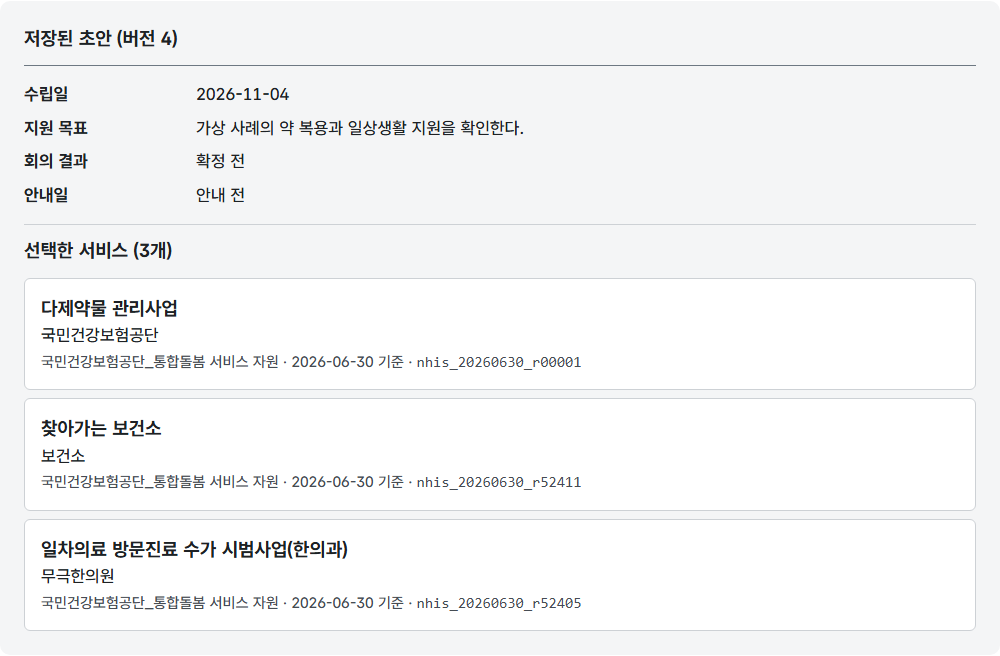 저장된 초안 (버전 4)
수립일 2026-11-04
지원 목표 가상 사례의 약 복용과 일상생활 지원을 확인한다.
회의 결과 확정 전
안내일 안내 전
선택한 서비스 (3개)
다제약물 관리사업
국민건강보험공단
국민건강보험공단_통합돌봄 서비스 자원 · 2026-06-30 기준 · nhis_20260630_r00001
찾아가는 보건소
보건소
국민건강보험공단_통합돌봄 서비스 자원 · 2026-06-30 기준 · nhis_20260630_r52411
일차의료 방문진료 수가 시범사업(한의과)
무극한의원
국민건강보험공단_통합돌봄 서비스 자원 · 2026-06-30 기준 · nhis_20260630_r52405